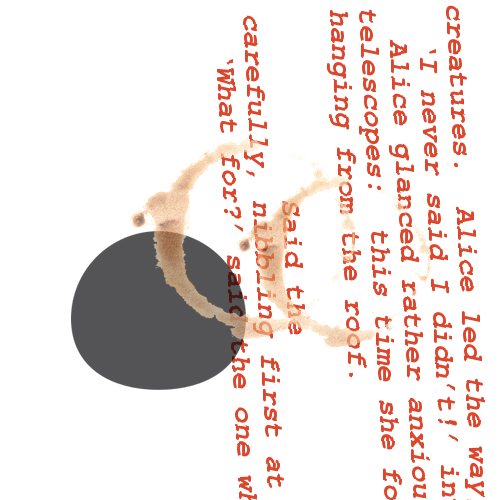 creatures.  Alice led the way
`I never said I didn't!' in
Alice glanced rather anxiou
telescopes:  this time she fo
hanging from the roof.
Said the
carefully, nibbling first at
`What for?' said the one wh